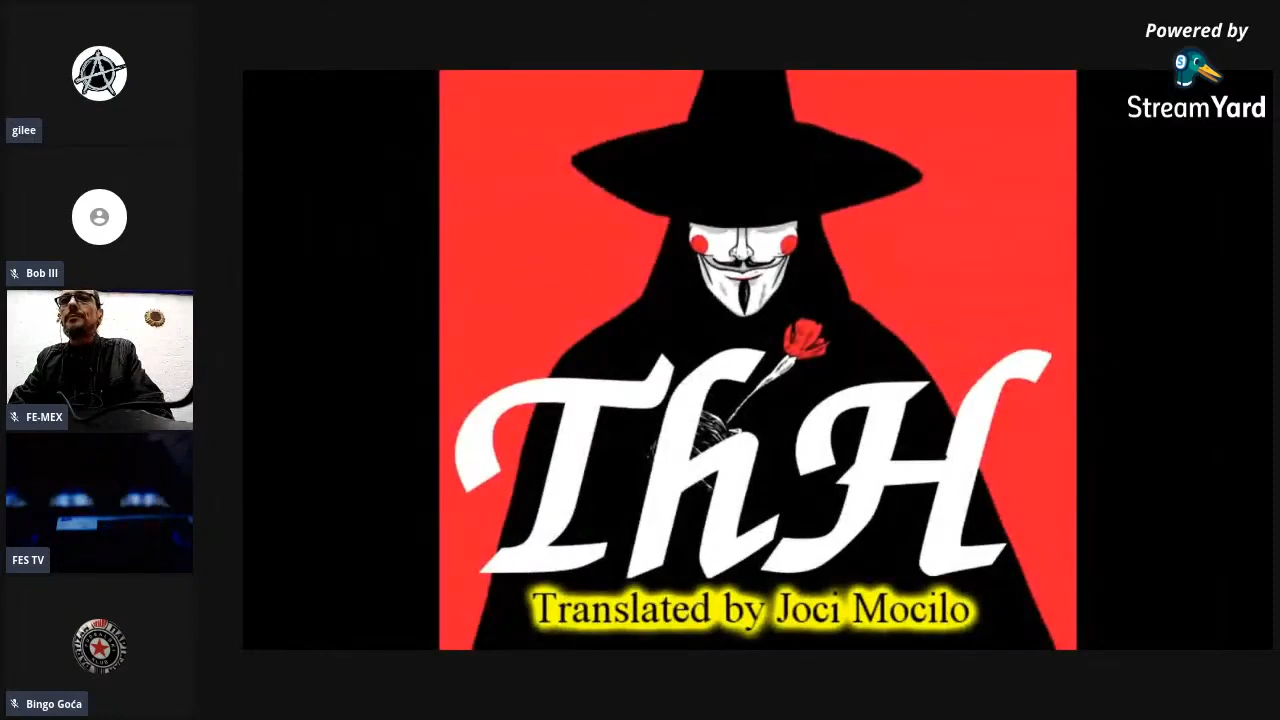 Powered by
StreamYard
gilee
Bob III
FE-MEX
FES TV
Bingo Goća
ThH
Translated by Joci Mocilo